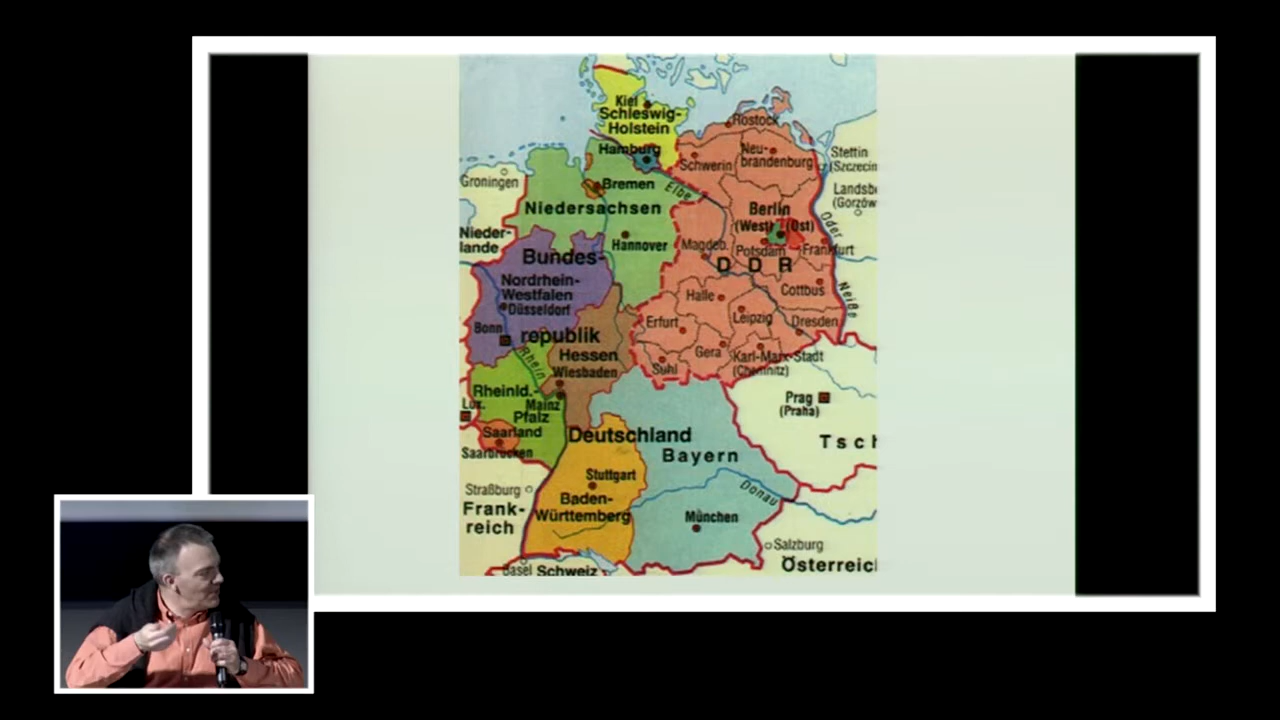 Kiel
Schleswig-
Holstein
Rostock
Hamburg
Schwerin
Neu-
brandenburg
Stettin
(Szczecin
Groningen
Bremen
Elbe
Landsbe
(Gorzów
Niedersachsen
Berlin
(West) (Ost)
Oder
Nieder-
lande
Hannover
Magdeb.
Potsdam
Frankfurt
Bundes-
D D R
Nordrhein-
Westfalen
Düsseldorf
Halle
Cottbus
Neiße
Bonn
republik
Erfurt
Leipzig
Dresden
Rhein
Hessen
Wiesbaden
Suhl
Gera
Karl-Marx-Stadt
(Chemnitz)
Rheinld.-
Mainz
Pfalz
Lux.
Prag
(Praha)
Saarland
Saarbrücken
Deutschland
Bayern
Tsch
Straßburg
Stuttgart
Donau
Frank-
reich
Baden-
Württemberg
München
Salzburg
Basel
Schweiz
Österreic